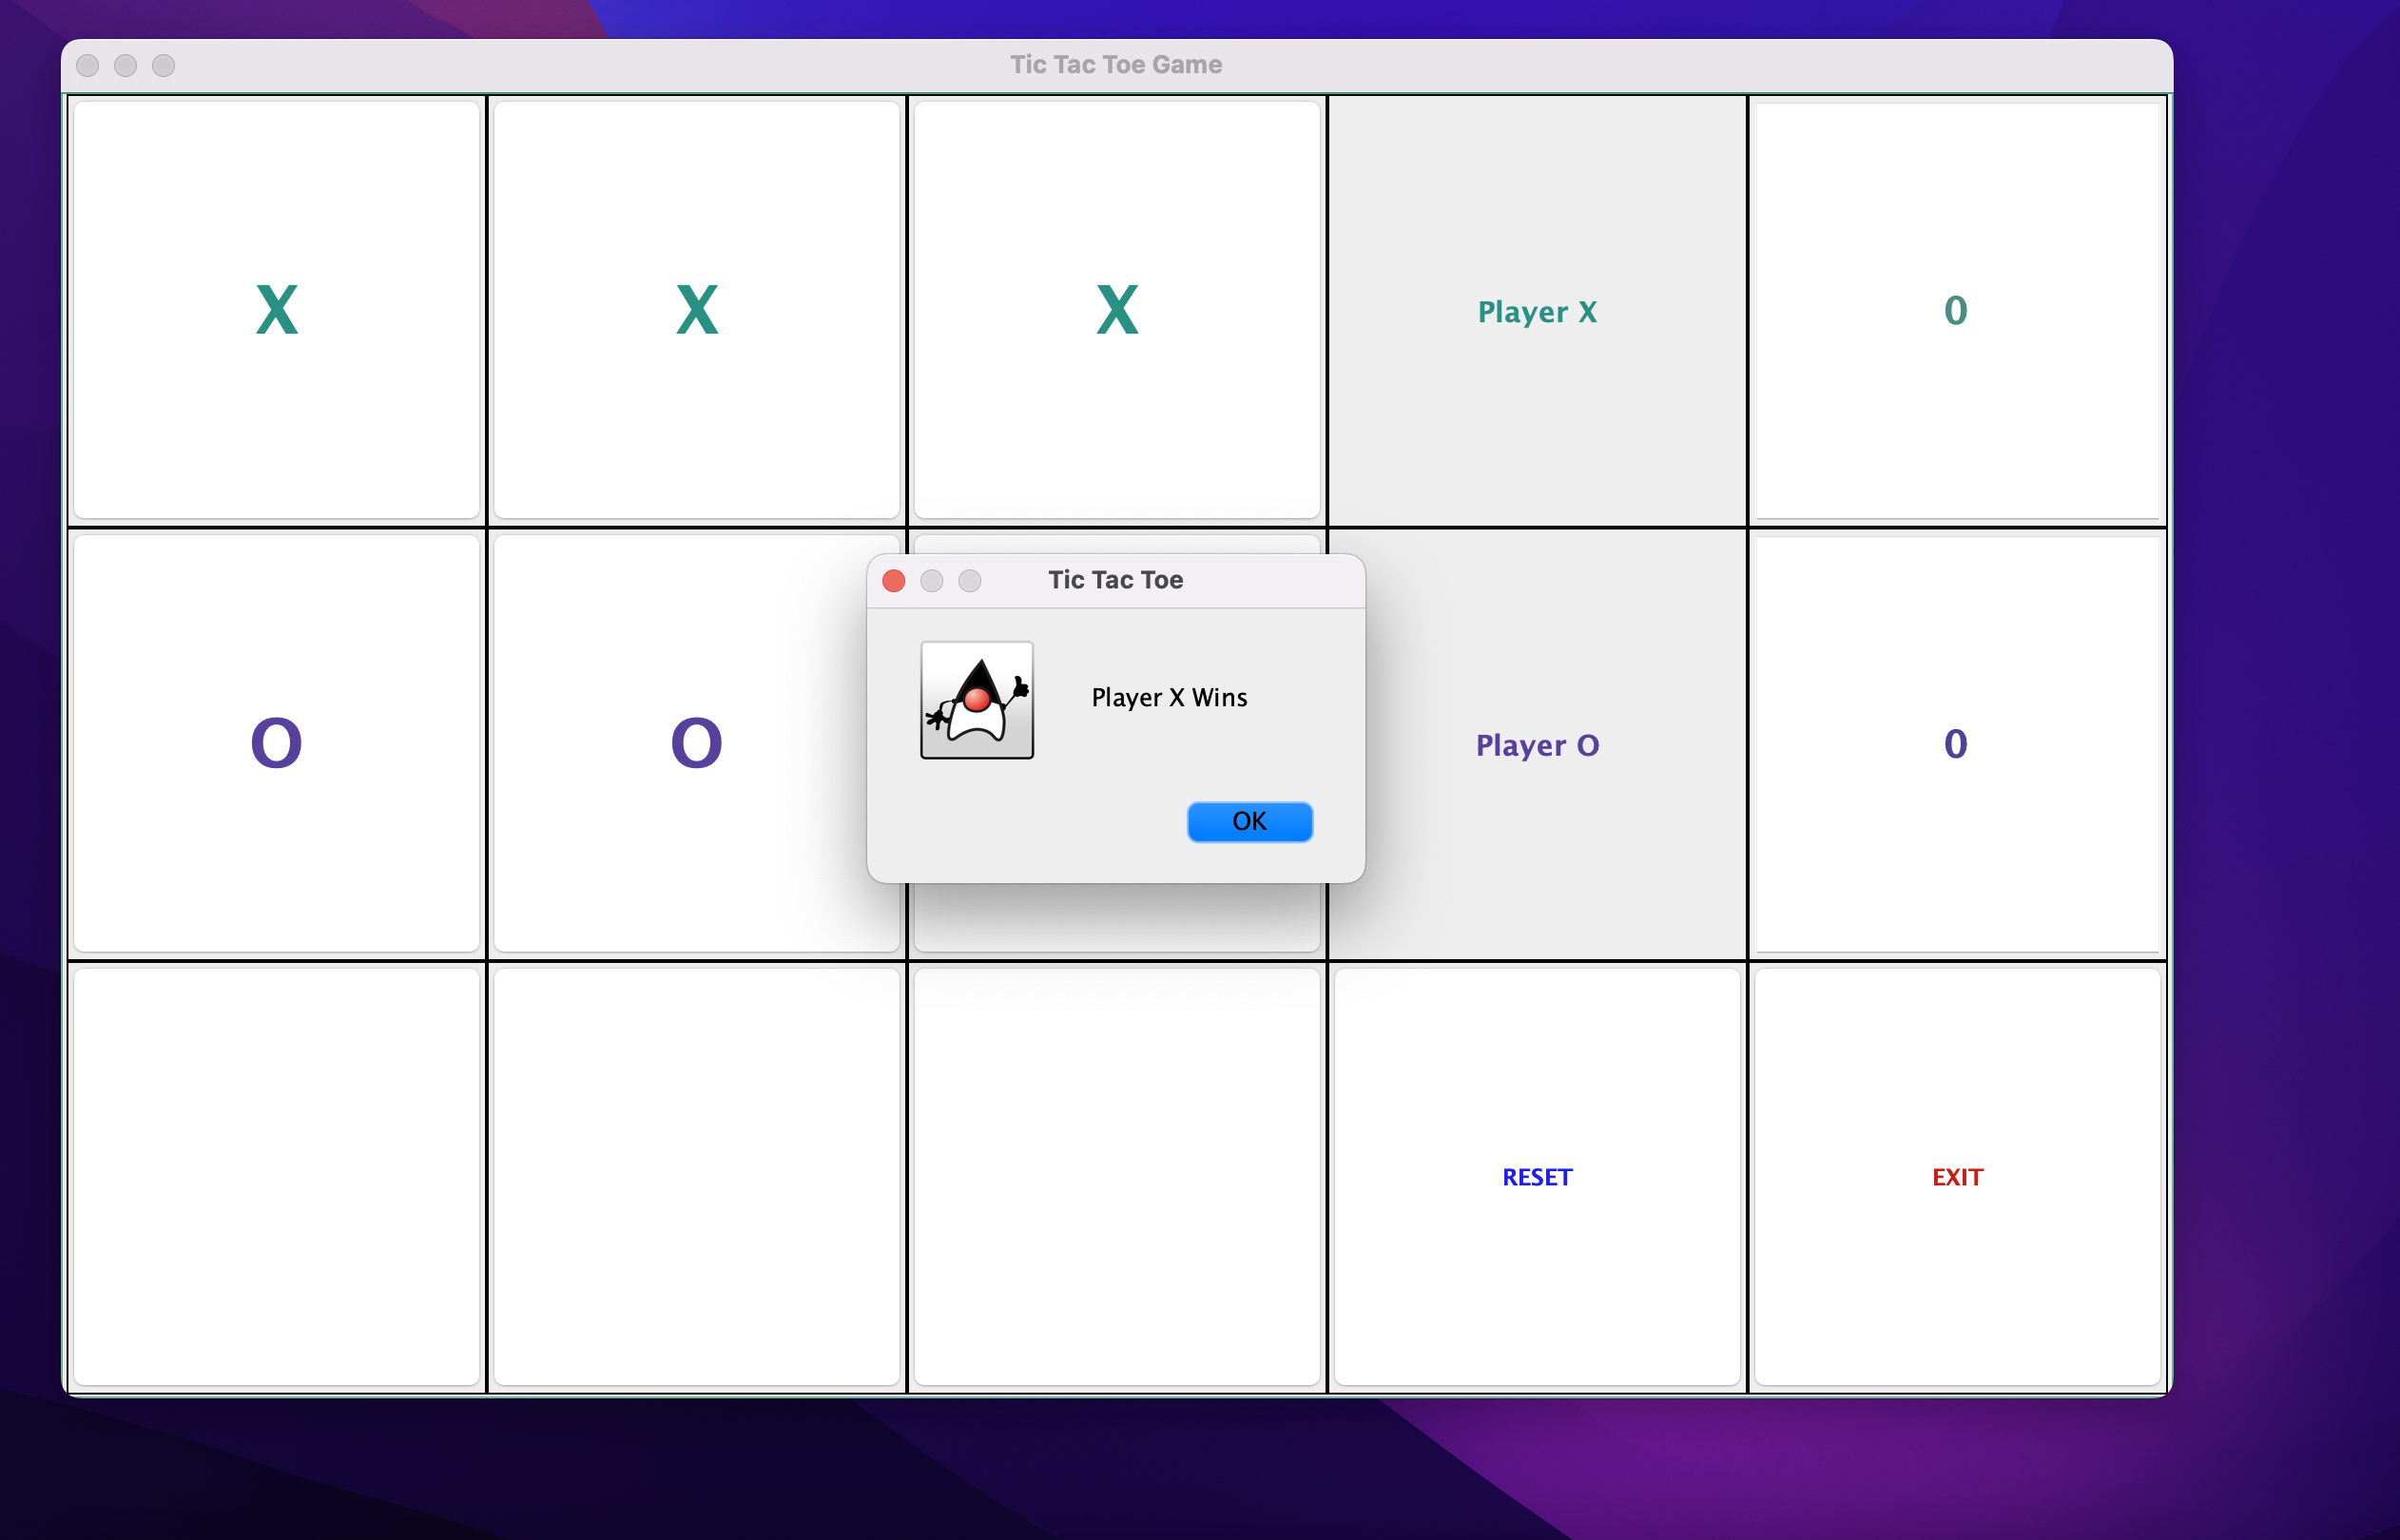 Tic Tac Toe Game
X X X Player X 0
Tic Tac Toe
Player X Wins
O O Player O 0
OK
RESET EXIT